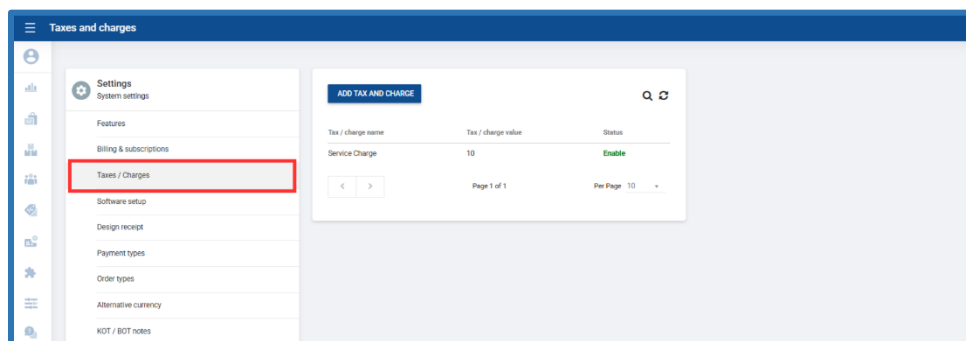 Taxes and charges
Settings
System settings
Features
Billing & subscriptions
Taxes / Charges
Software setup
Design receipt
Payment types
Order types
Alternative currency
KOT / BOT notes
ADD TAX AND CHARGE
Tax / charge name Tax / charge value Status
Service Charge 10 Enable
Page 1 of 1 Per Page 10